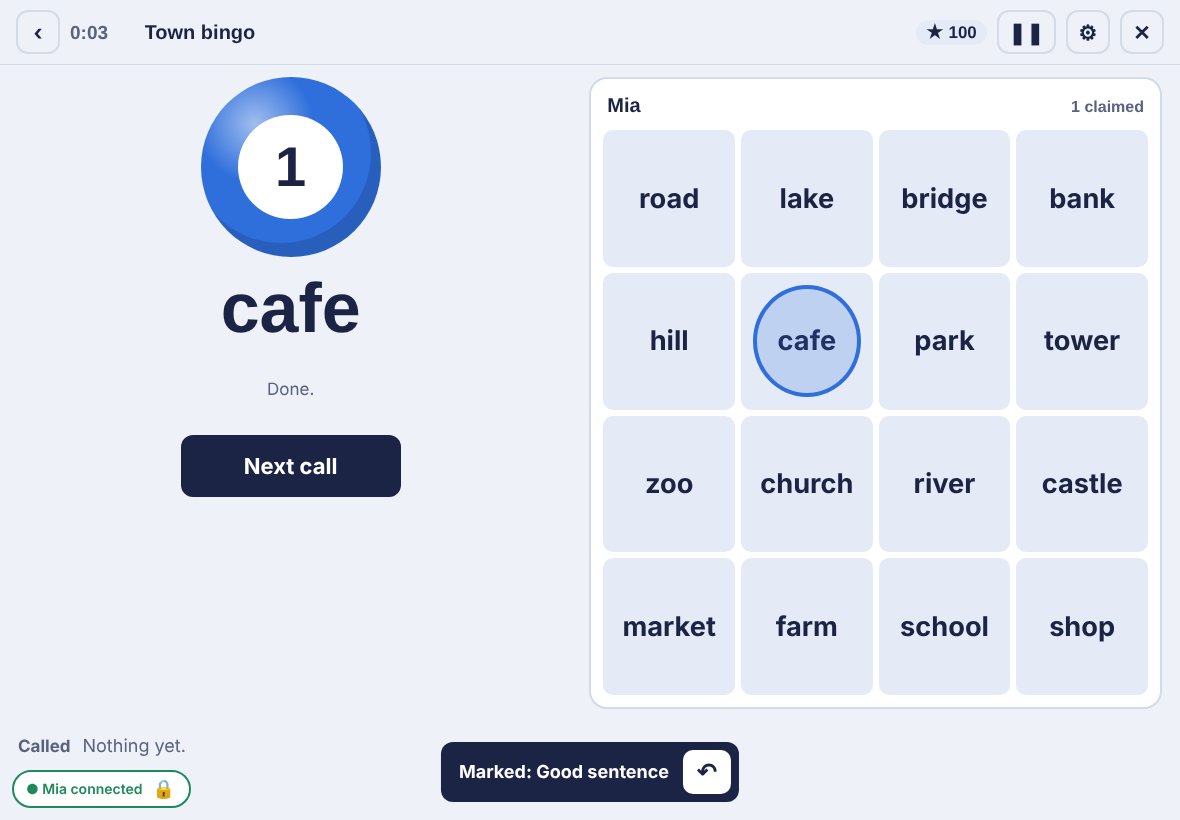 ‹ 0:03 Town bingo ★ 100 ❚❚ ⚙ ✕
1
cafe
Done.
Next call
Mia 1 claimed
road lake bridge bank
hill cafe park tower
zoo church river castle
market farm school shop
Called Nothing yet.
Mia connected 🔒
Marked: Good sentence ↶